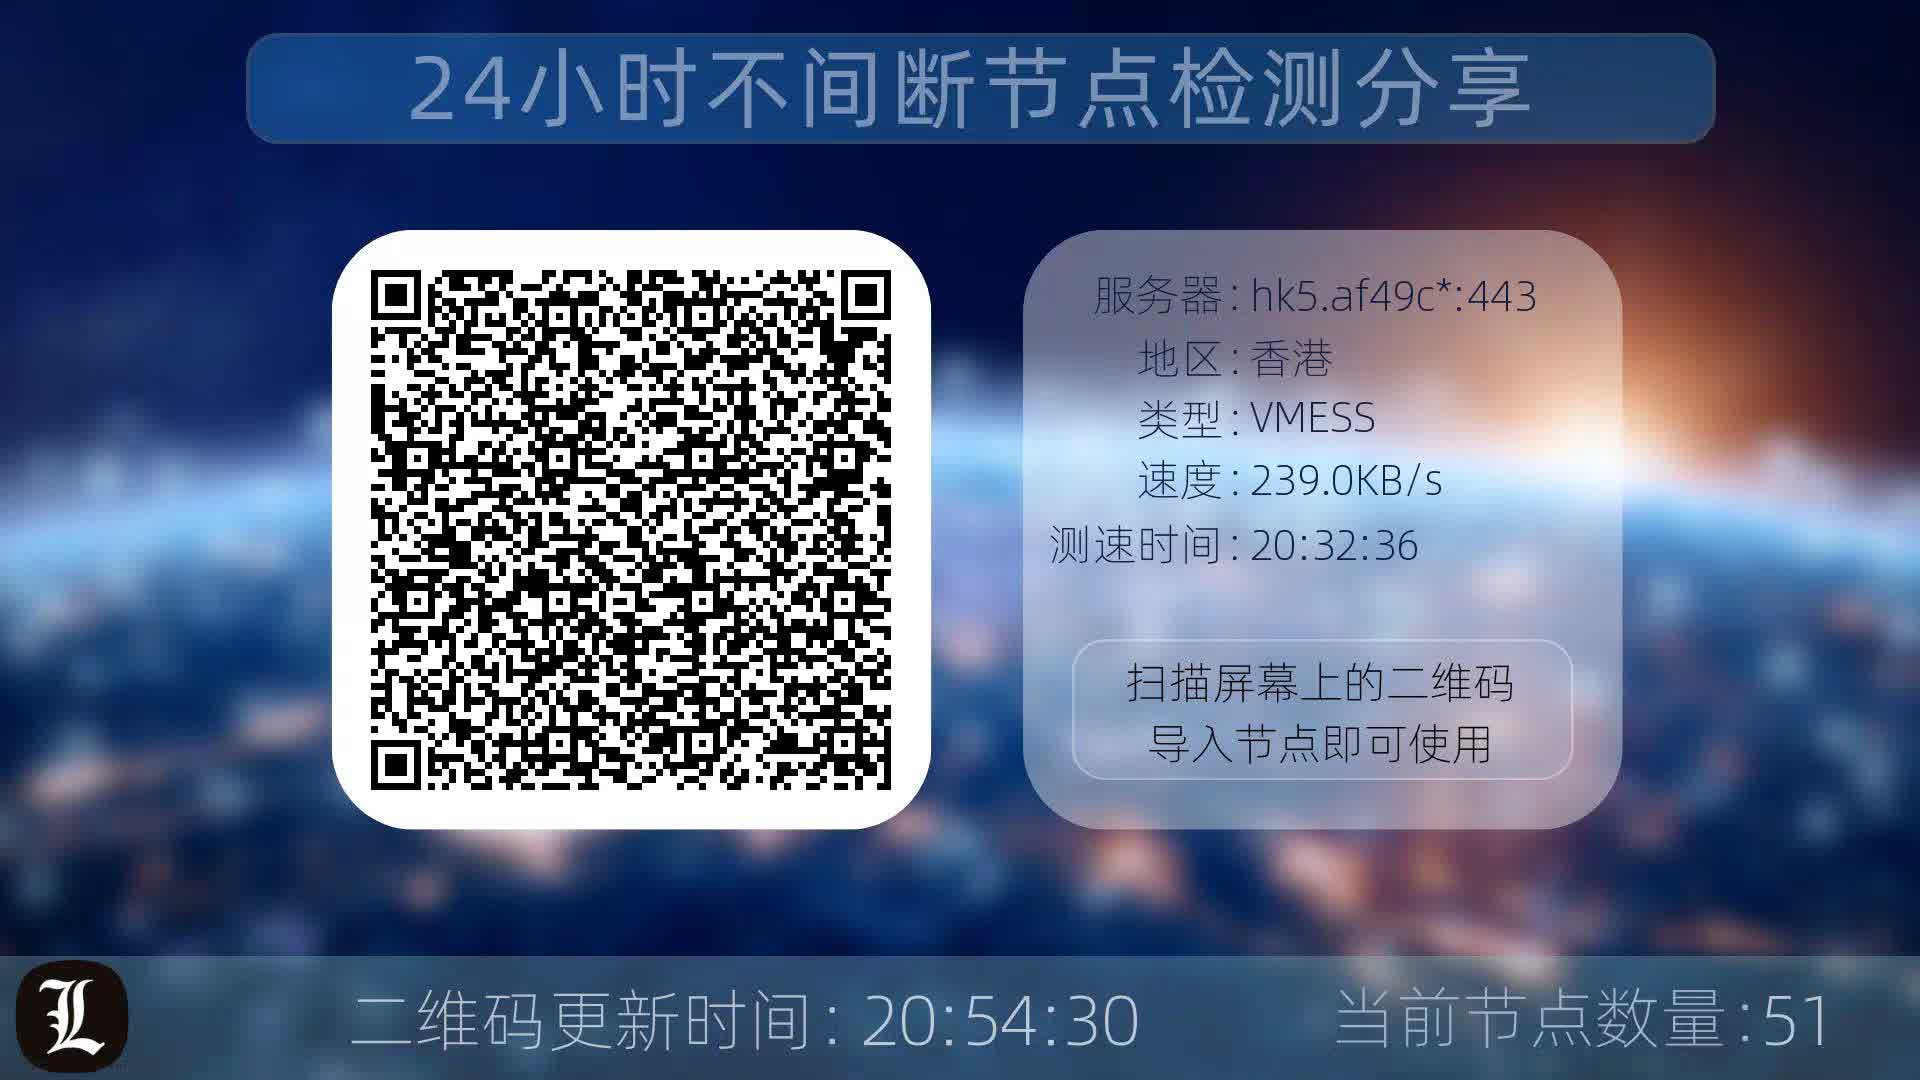 24小时不间断节点检测分享
服务器:hk5.af49c*:443
地区:香港
类型:VMESS
速度:239.0KB/s
测速时间:20:32:36
扫描屏幕上的二维码
导入节点即可使用
L
二维码更新时间:20:54:30
当前节点数量:51